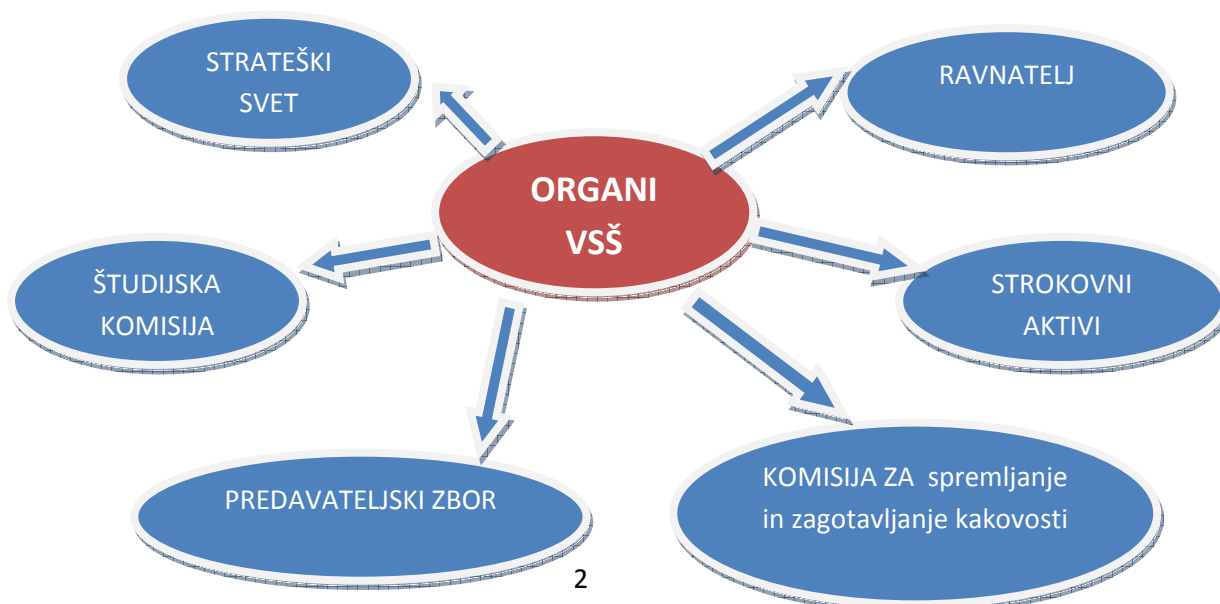 STRATEŠKI
SVET
RAVNATELJ
ORGANI
VSŠ
ŠTUDIJSKA
KOMISIJA
STROKOVNI
AKTIVI
PREDAVATELJSKI ZBOR
KOMISIJA ZA spremljanje
in zagotavljanje kakovosti
2